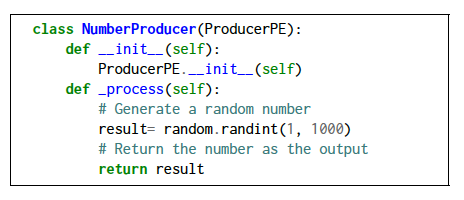 class NumberProducer(ProducerPE):
    def __init__(self):
        ProducerPE.__init__(self)
    def _process(self):
        # Generate a random number
        result= random.randint(1, 1000)
        # Return the number as the output
        return result